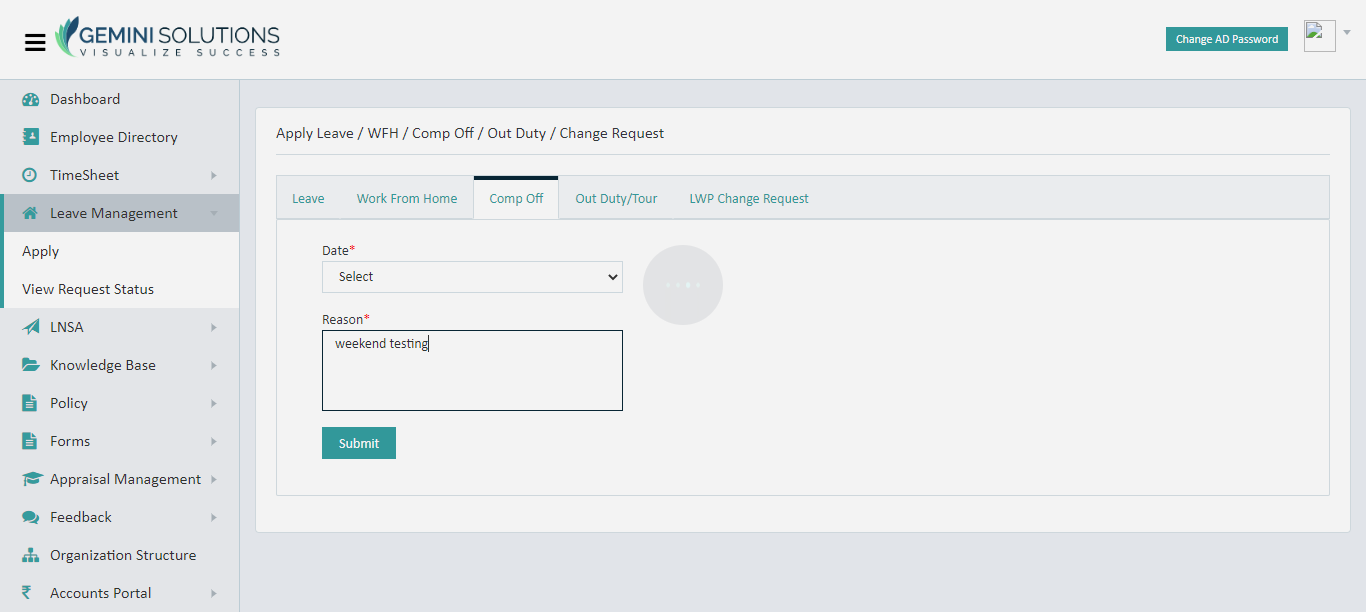 GEMINI SOLUTIONS
VISUALIZE SUCCESS
Change AD Password
Dashboard
Employee Directory
TimeSheet
Leave Management
Apply
View Request Status
LNSA
Knowledge Base
Policy
Forms
Appraisal Management
Feedback
Organization Structure
Accounts Portal
Apply Leave / WFH / Comp Off / Out Duty / Change Request
Leave Work From Home Comp Off Out Duty/Tour LWP Change Request
Date*
Select
Reason*
weekend testing
Submit